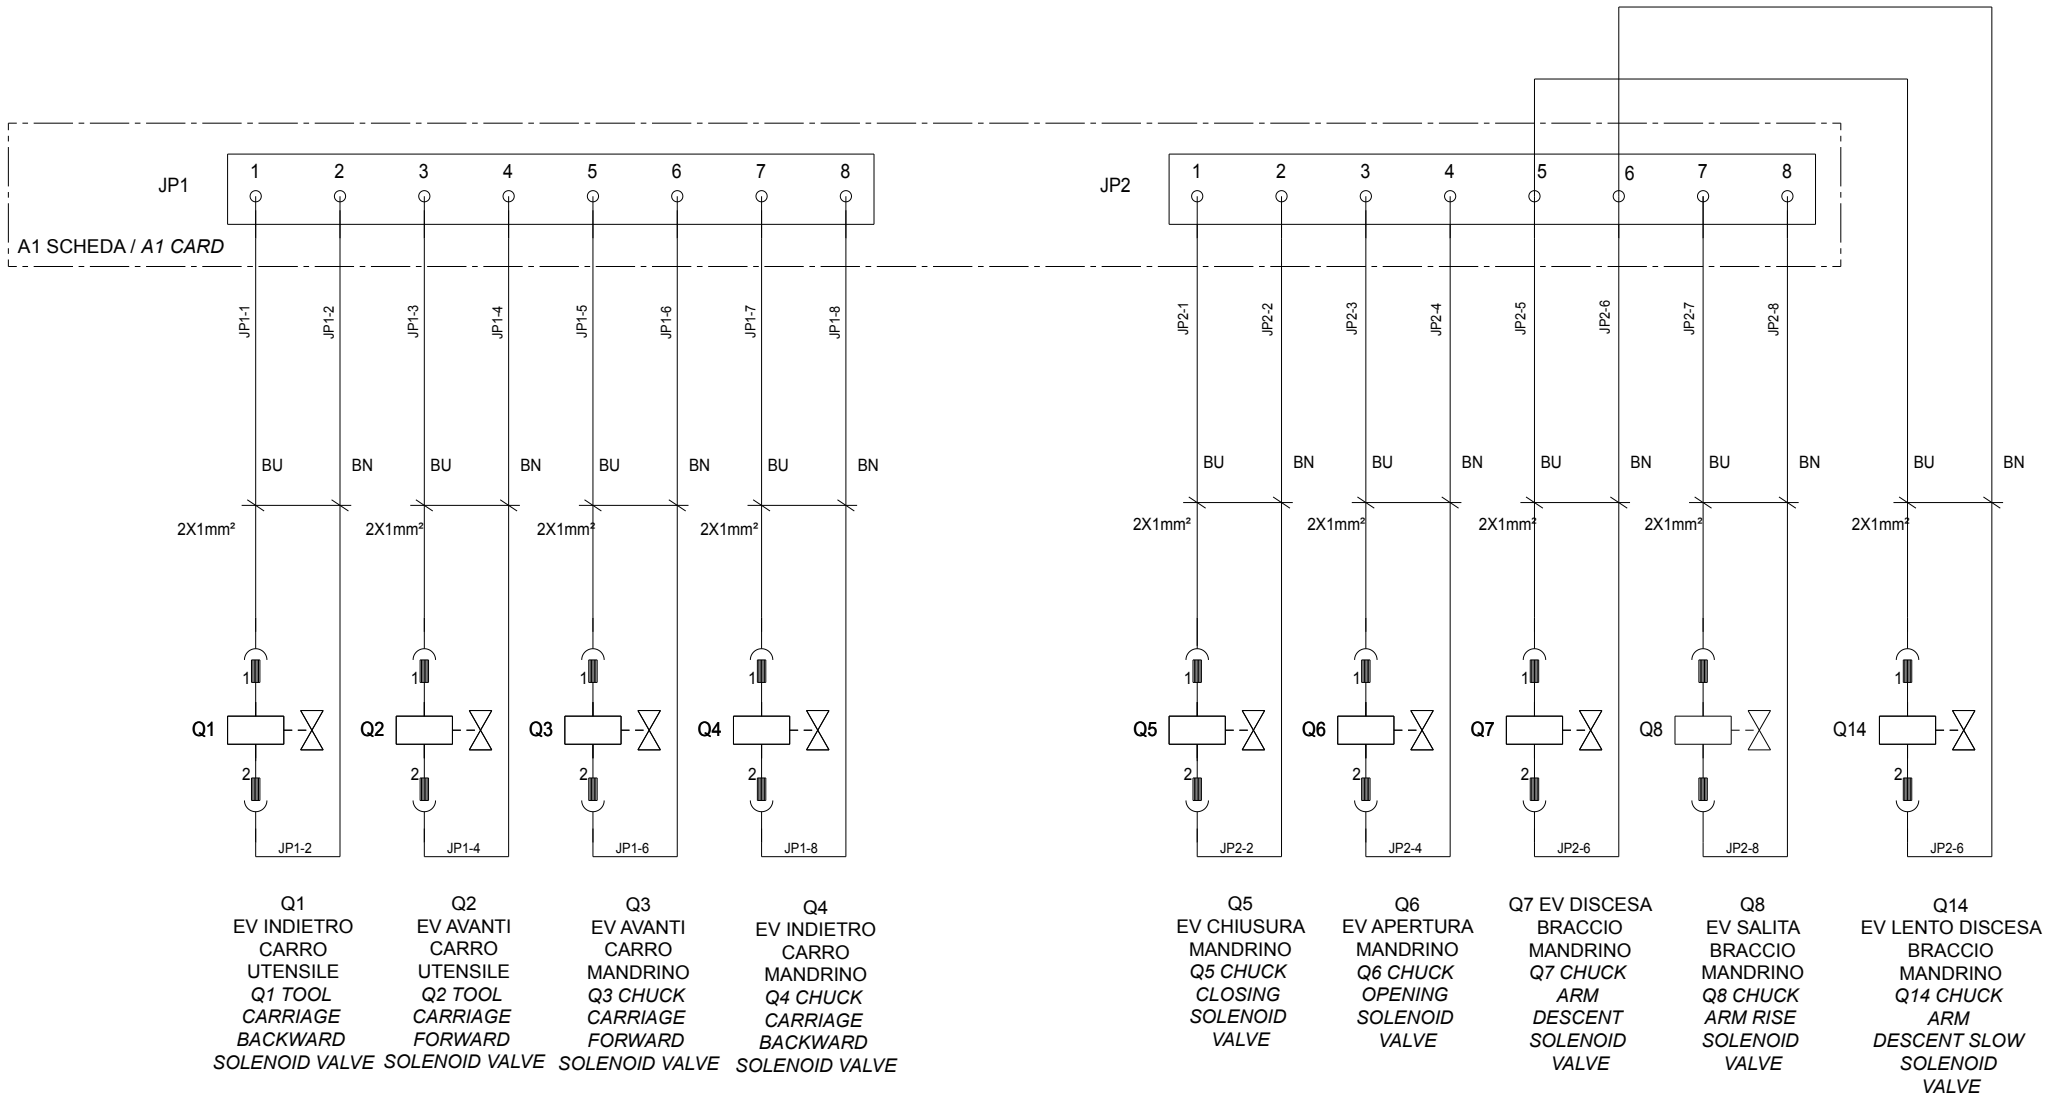 1 2 3 4 5 6 7 8
JP1
1 2 3 4 5 6 7 8
JP2
A1 SCHEDA / A1 CARD
JP1-1
JP1-2
JP1-3
JP1-4
JP1-5
JP1-6
JP1-7
JP1-8
JP2-1
JP2-2
JP2-3
JP2-4
JP2-5
JP2-6
JP2-7
JP2-8
BU BN BU BN BU BN BU BN
BU BN BU BN BU BN BU BN BU BN
2X1mm² 2X1mm² 2X1mm² 2X1mm²
2X1mm² 2X1mm² 2X1mm² 2X1mm² 2X1mm²
1 1 1 1 1 1 1 1 1
Q1 Q2 Q3 Q4 Q5 Q6 Q7 Q8 Q14
2 2 2 2 2 2 2 2 2
JP1-2 JP1-4 JP1-6 JP1-8 JP2-2 JP2-4 JP2-6 JP2-8 JP2-6
Q1
EV INDIETRO
CARRO
UTENSILE
Q1 TOOL
CARRIAGE
BACKWARD
SOLENOID VALVE
Q2
EV AVANTI
CARRO
UTENSILE
Q2 TOOL
CARRIAGE
FORWARD
SOLENOID VALVE
Q3
EV AVANTI
CARRO
MANDRINO
Q3 CHUCK
CARRIAGE
FORWARD
SOLENOID VALVE
Q4
EV INDIETRO
CARRO
MANDRINO
Q4 CHUCK
CARRIAGE
BACKWARD
SOLENOID VALVE
Q5
EV CHIUSURA
MANDRINO
Q5 CHUCK
CLOSING
SOLENOID
VALVE
Q6
EV APERTURA
MANDRINO
Q6 CHUCK
OPENING
SOLENOID
VALVE
Q7 EV DISCESA
BRACCIO
MANDRINO
Q7 CHUCK
ARM
DESCENT
SOLENOID
VALVE
Q8
EV SALITA
BRACCIO
MANDRINO
Q8 CHUCK
ARM RISE
SOLENOID
VALVE
Q14
EV LENTO DISCESA
BRACCIO
MANDRINO
Q14 CHUCK
ARM
DESCENT SLOW
SOLENOID
VALVE